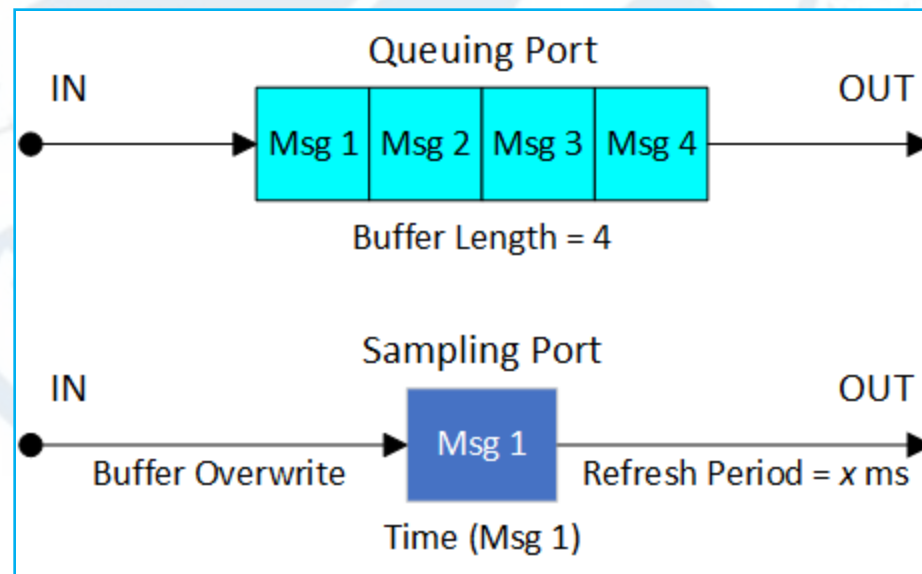 Queuing Port
IN
OUT
Msg 1 Msg 2 Msg 3 Msg 4
Buffer Length = 4
Sampling Port
IN
OUT
Msg 1
Buffer Overwrite
Refresh Period = x ms
Time (Msg 1)